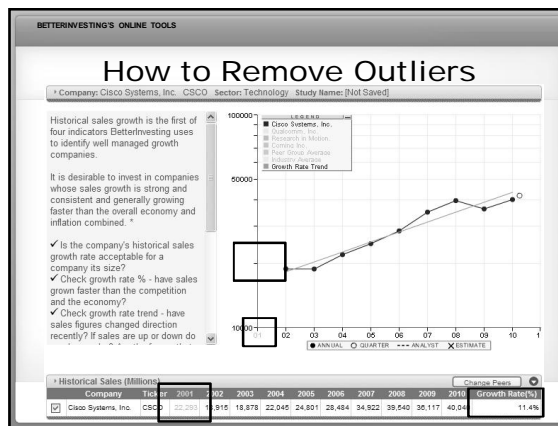 BETTERINVESTING'S ONLINE TOOLS
How to Remove Outliers
Company: Cisco Systems, Inc. CSCO Sector: Technology Study Name: [Not Saved]
Historical sales growth is the first of
four indicators BetterInvesting uses
to identify well managed growth
companies.
It is desirable to invest in companies
whose sales growth is strong and
consistent and generally growing
faster than the overall economy and
inflation combined. *
✓ Is the company's historical sales
growth rate acceptable for a
company its size?
✓ Check growth rate % - have sales
grown faster than the competition
and the economy?
✓ Check growth rate trend - have
sales figures changed direction
recently? If sales are up or down do
100000
LEGEND
Cisco Systems, Inc.
Qualcomm, Inc.
Research in Motion
Corning Inc.
Peer Group Average
Industry Average
Growth Rate Trend
50000
10000
01 02 03 04 05 06 07 08 09 10 1
ANNUAL QUARTER ANALYST ESTIMATE
Historical Sales (Millions) Change Peers
Company Ticker 2001 2002 2003 2004 2005 2006 2007 2008 2009 2010 Growth Rate(%)
Cisco Systems, Inc. CSCO 22,293 18,915 18,878 22,045 24,801 28,484 34,922 39,540 36,117 40,040 11.4%